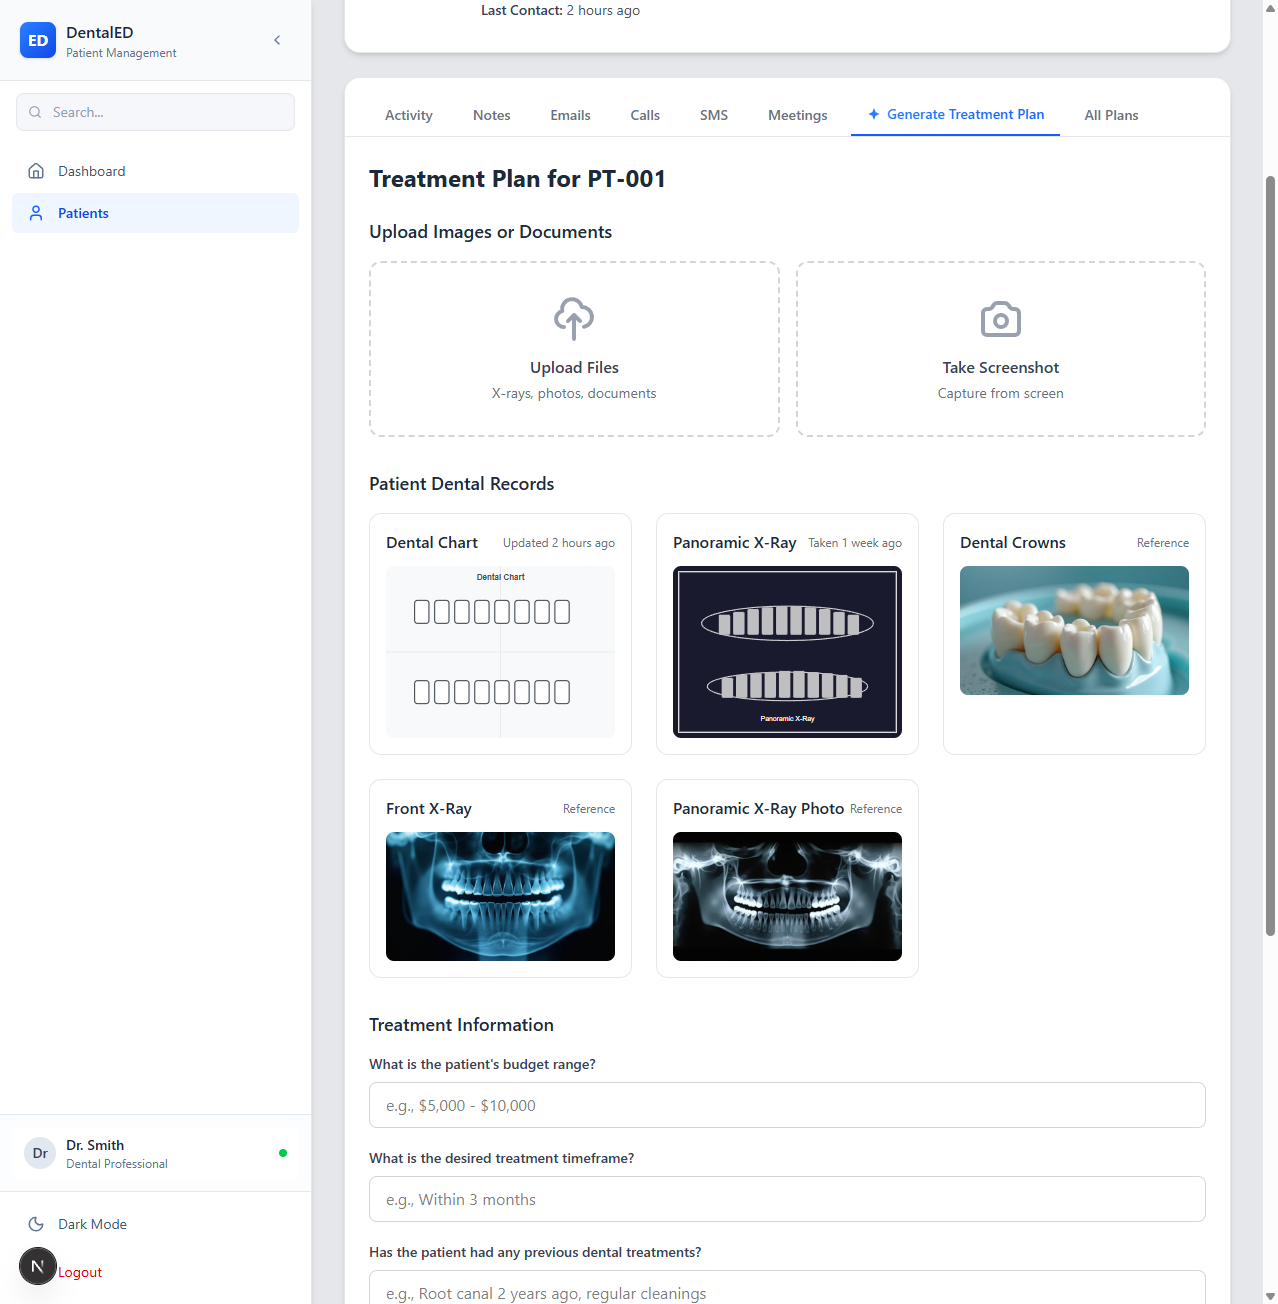 ED
DentalED
Patient Management
Search...
Dashboard
Patients
Dr
Dr. Smith
Dental Professional
Dark Mode
N
Logout
Last Contact: 2 hours ago
Activity
Notes
Emails
Calls
SMS
Meetings
Generate Treatment Plan
All Plans
Treatment Plan for PT-001
Upload Images or Documents
Upload Files
X-rays, photos, documents
Take Screenshot
Capture from screen
Patient Dental Records
Dental Chart
Updated 2 hours ago
Dental Chart
Panoramic X-Ray
Taken 1 week ago
Panoramic X-Ray
Dental Crowns
Reference
Front X-Ray
Reference
Panoramic X-Ray Photo
Reference
Treatment Information
What is the patient's budget range?
e.g., $5,000 - $10,000
What is the desired treatment timeframe?
e.g., Within 3 months
Has the patient had any previous dental treatments?
e.g., Root canal 2 years ago, regular cleanings